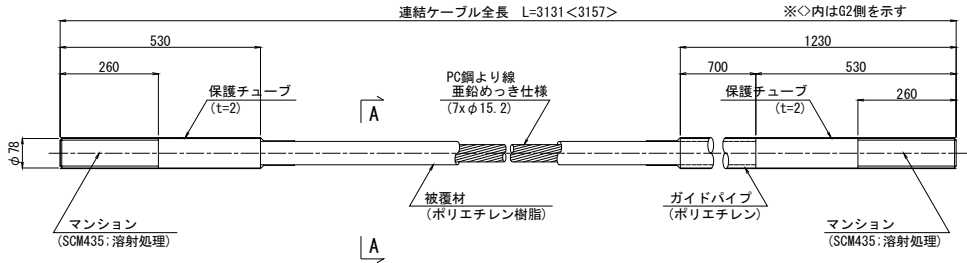 連結ケーブル全長 L=3131<3157>
※<>内はG2側を示す
530
1230
260
700
530
保護チューブ
(t=2)
PC鋼より線
亜鉛めっき仕様
(7xφ15.2)
保護チューブ
(t=2)
260
A
φ78
被覆材
(ポリエチレン樹脂)
ガイドパイプ
(ポリエチレン)
マンション
(SCM435;溶射処理)
マンション
(SCM435;溶射処理)
A